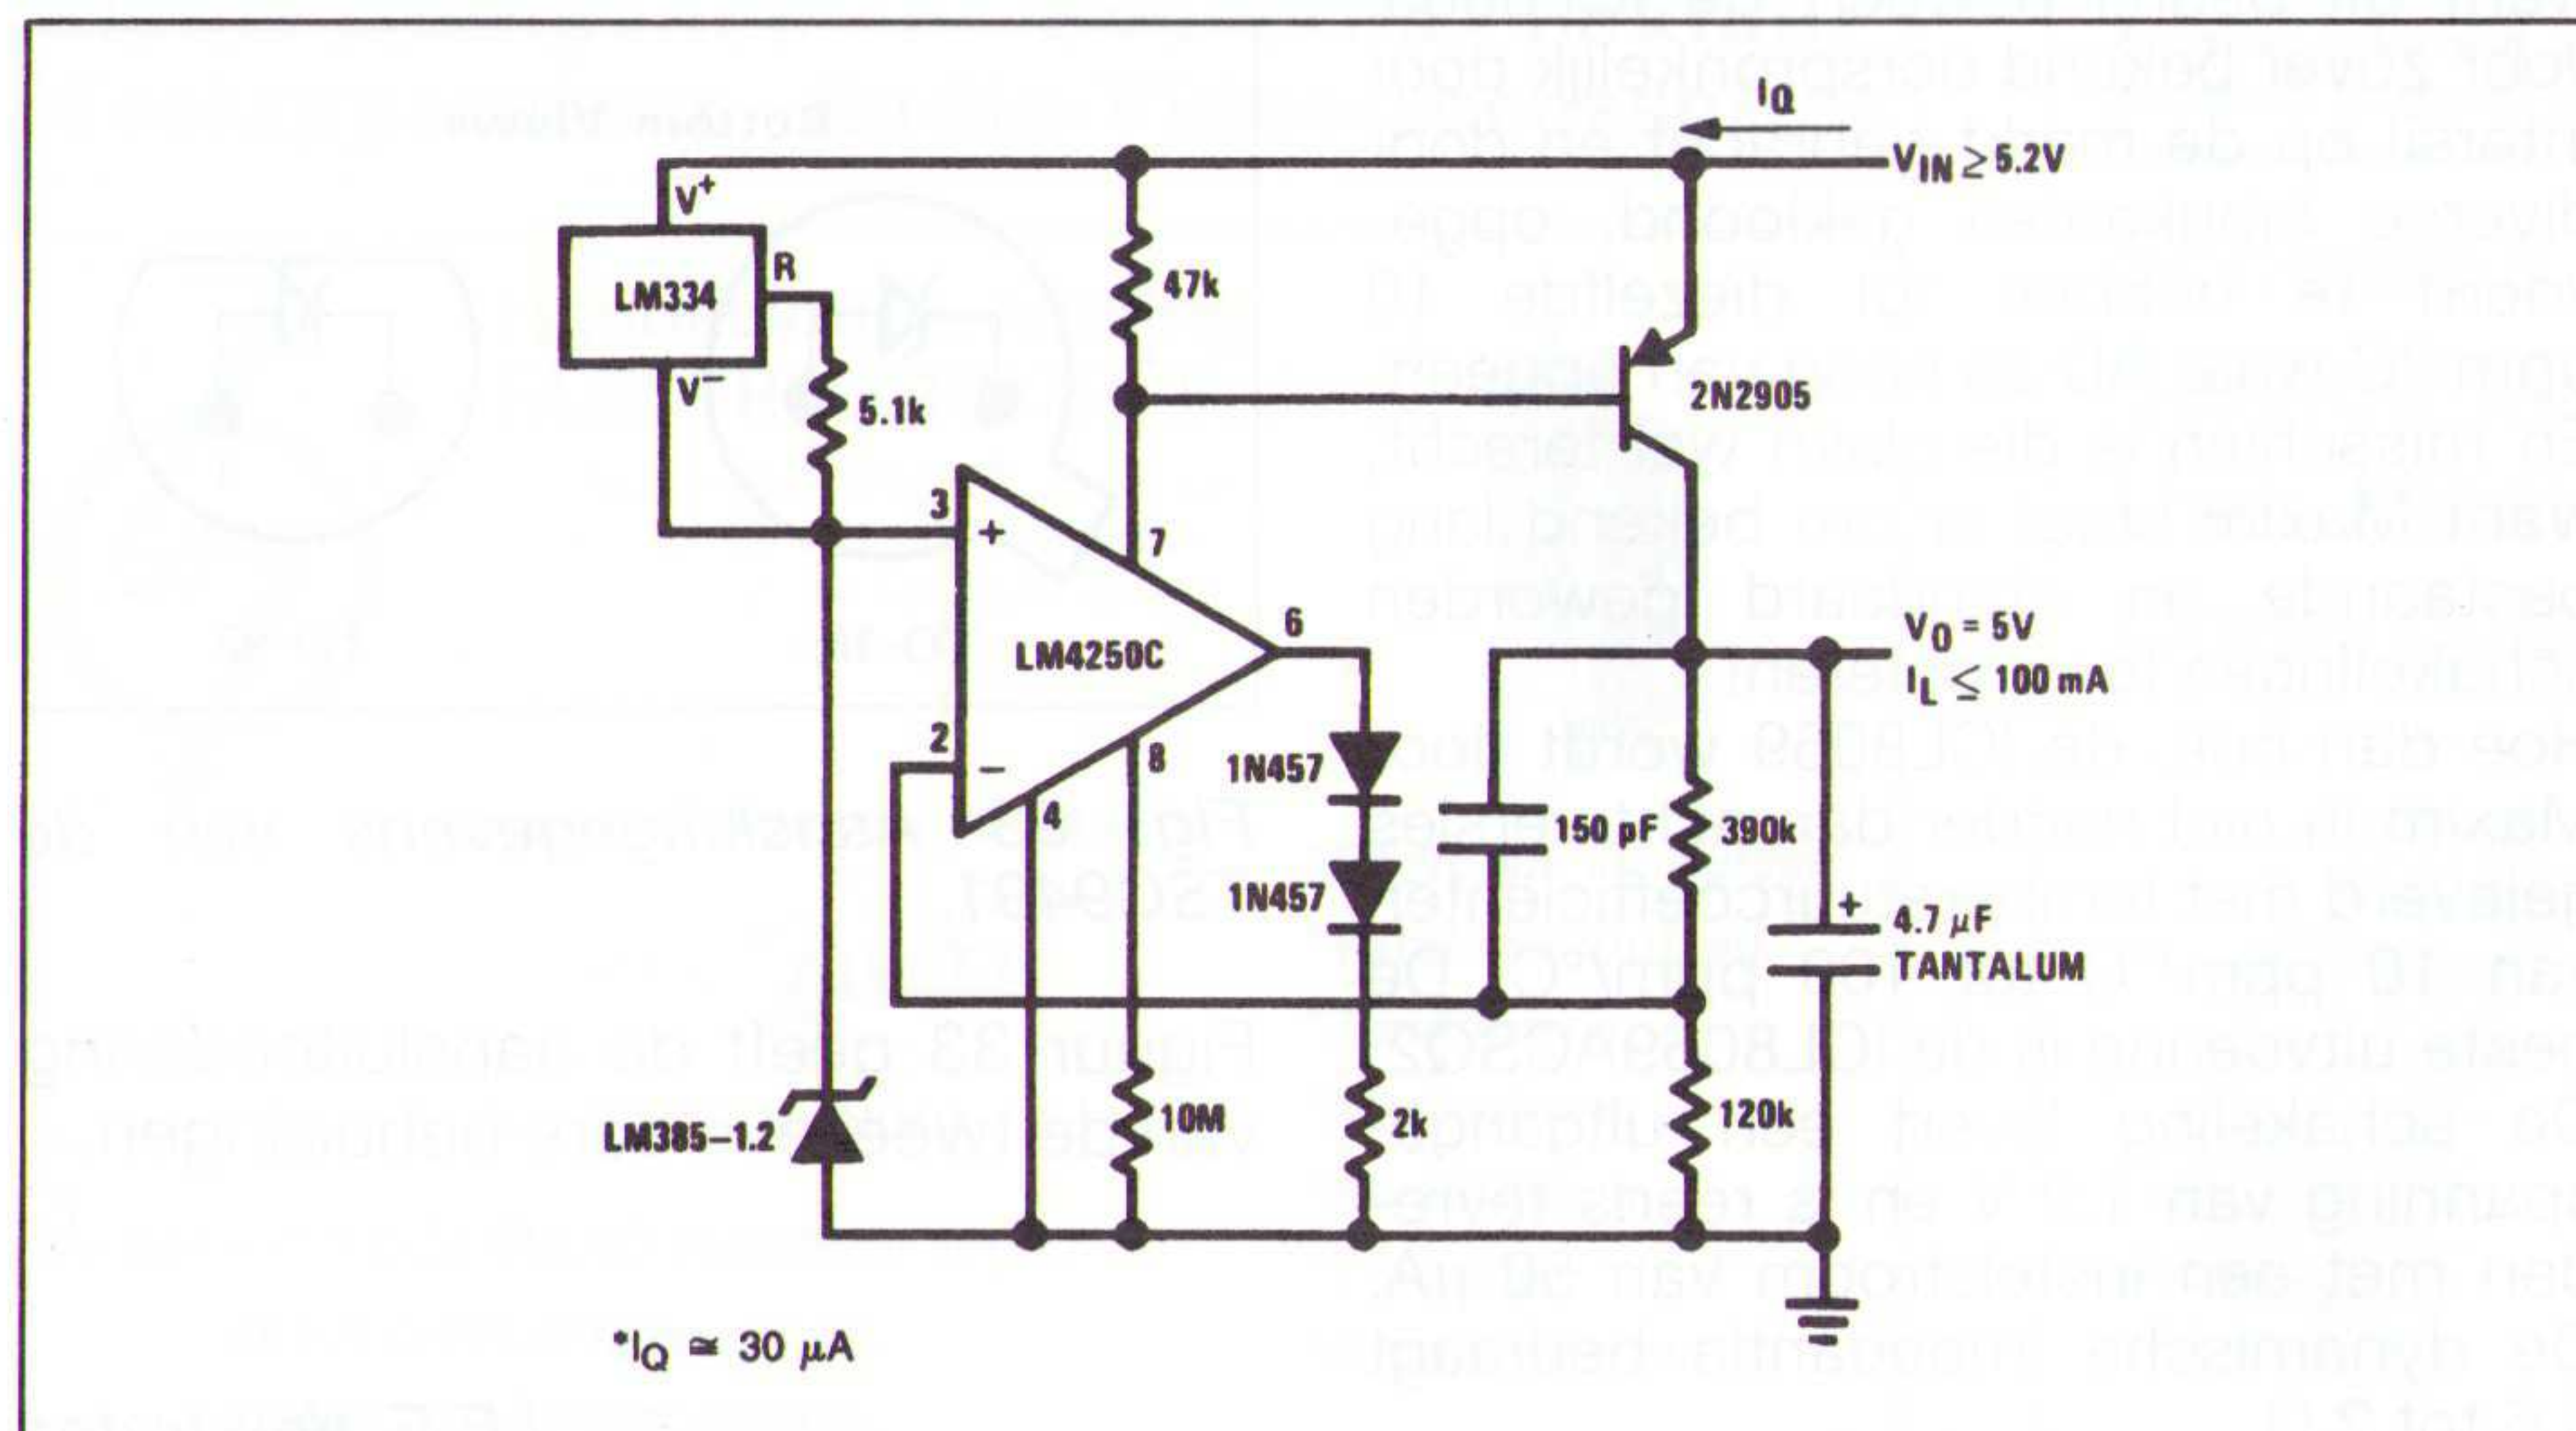 IQ
VIN ≥ 5.2V
V+
R
LM334
V−
47k
5.1k
2N2905
3
+
7
LM4250C
6
VO = 5V
IL ≤ 100 mA
2
−
8
4
1N457
1N457
150 pF
390k
+
4.7 µF
TANTALUM
LM385–1.2
10M
2k
120k
*IQ ≅ 30 µA